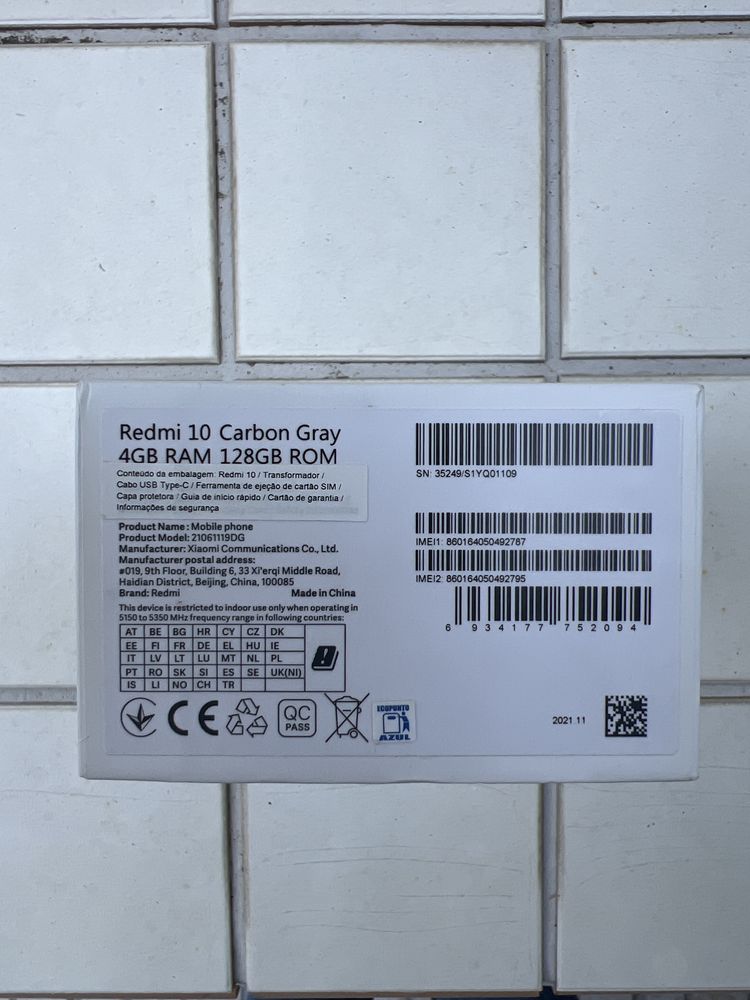 Redmi 10 Carbon Gray
4GB RAM 128GB ROM
Conteúdo da embalagem: Redmi 10 / Transformador /
Cabo USB Type-C / Ferramenta de ejeção de cartão SIM /
Capa protetora / Guia de início rápido / Cartão de garantia /
Informações de segurança
Product Name: Mobile phone
Product Model: 21061119DG
Manufacturer: Xiaomi Communications Co., Ltd.
Manufacturer postal address:
#019, 9th Floor, Building 6, 33 Xi'erqi Middle Road,
Haidian District, Beijing, China, 100085
Brand: Redmi Made in China
This device is restricted to indoor use only when operating in
5150 to 5350 MHz frequency range in following countries:
AT BE BG HR CY CZ DK
EE FI FR DE EL HU IE
IT LV LT LU MT NL PL
PT RO SK SI ES SE UK(NI)
IS LI NO CH TR
CE
QC
PASS
ECOPUNTO
AZUL
SN: 35249/S1YQ01109
IMEI1: 860164050492787
IMEI2: 860164050492795
6 934177 752094
2021 11